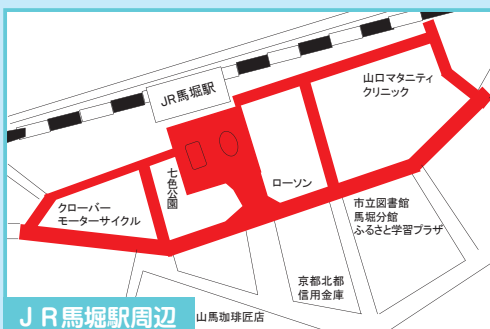 JR馬堀駅
山口マタニティ
クリニック
七色公園
ローソン
クローバー
モーターサイクル
市立図書館
馬堀分館
ふるさと学習プラザ
京都北都
信用金庫
山馬珈琲匠店
ＪＲ馬堀駅周辺